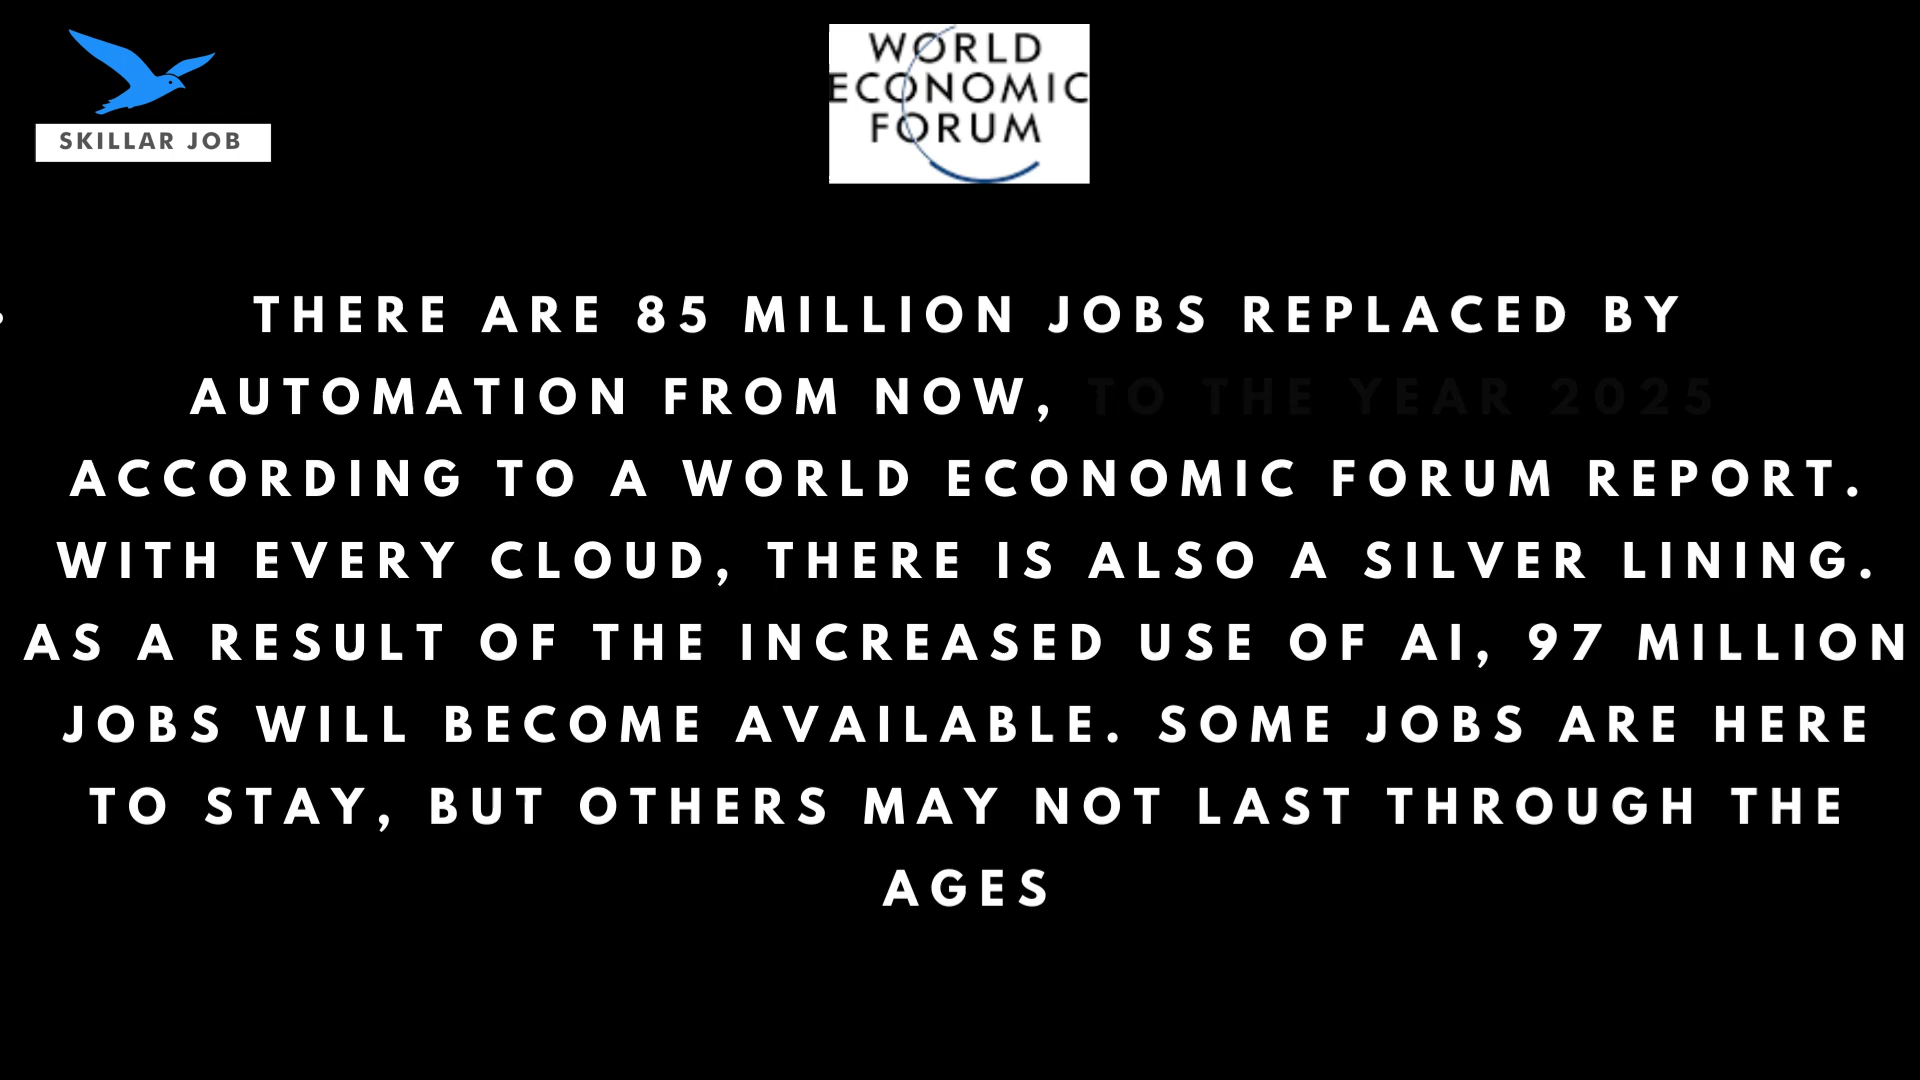 SKILLAR JOB
WORLD
ECONOMIC
FORUM
THERE ARE 85 MILLION JOBS REPLACED BY
AUTOMATION FROM NOW, TO THE YEAR 2025
ACCORDING TO A WORLD ECONOMIC FORUM REPORT.
WITH EVERY CLOUD, THERE IS ALSO A SILVER LINING.
AS A RESULT OF THE INCREASED USE OF AI, 97 MILLION
JOBS WILL BECOME AVAILABLE. SOME JOBS ARE HERE
TO STAY, BUT OTHERS MAY NOT LAST THROUGH THE
AGES